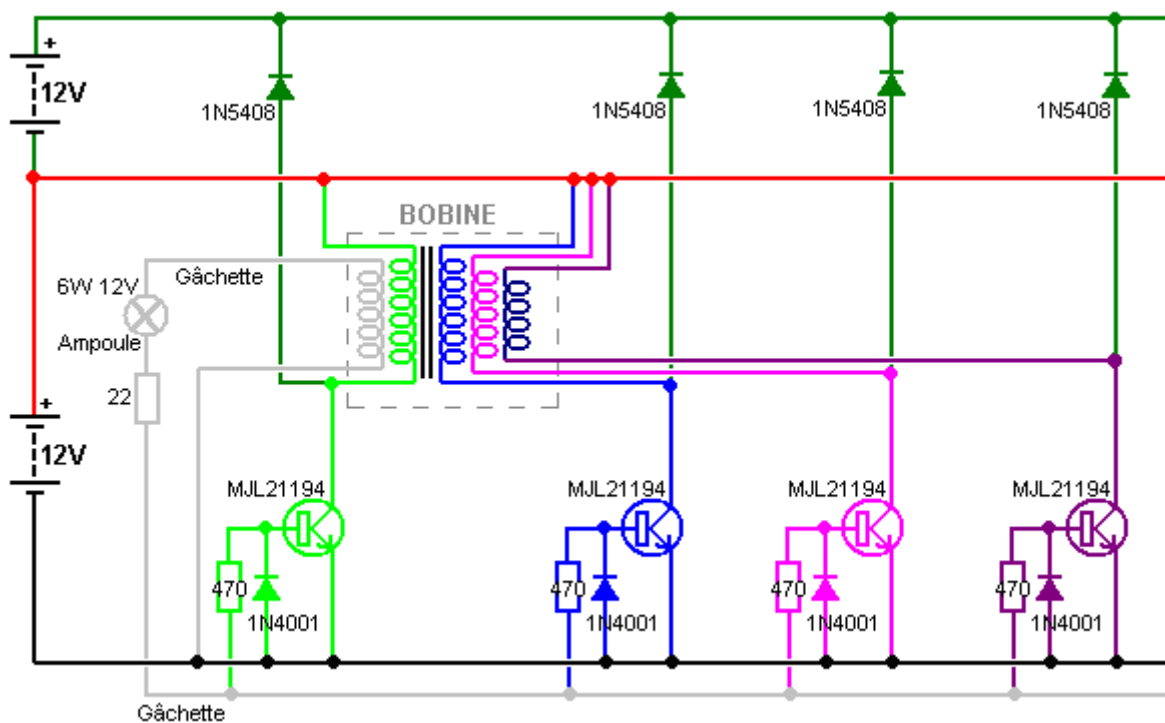 +
12V
1N5408
1N5408
1N5408
1N5408
BOBINE
Gâchette
6W 12V
Ampoule
22
+
12V
MJL21194
MJL21194
MJL21194
MJL21194
470
470
470
470
1N4001
1N4001
1N4001
1N4001
Gâchette